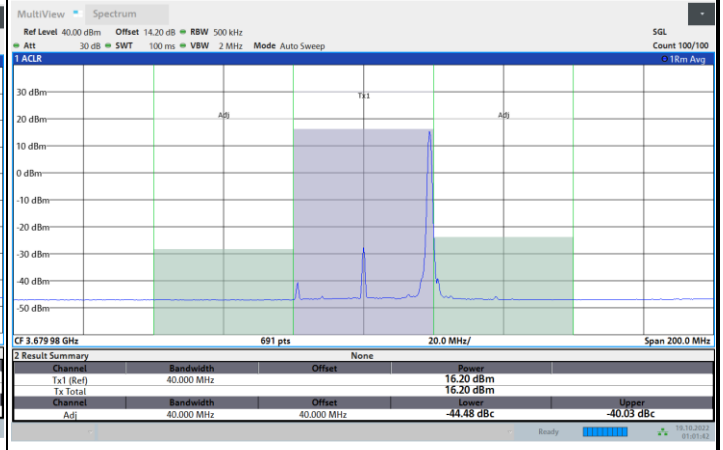 MultiView Spectrum
Ref Level 40.00 dBm Offset 14.20 dB RBW 500 kHz SGL
Att 30 dB SWT 100 ms VBW 2 MHz Mode Auto Sweep Count 100/100
1 ACLR 1Rm Avg
30 dBm
Tx1
20 dBm
Adj Adj
10 dBm
0 dBm
-10 dBm
-20 dBm
-30 dBm
-40 dBm
-50 dBm
CF 3.679 98 GHz 691 pts 20.0 MHz/ Span 200.0 MHz
2 Result Summary None
Channel Bandwidth Offset Power
Tx1 (Ref) 40.000 MHz 16.20 dBm
Tx Total 16.20 dBm
Channel Bandwidth Offset Lower Upper
Adj 40.000 MHz 40.000 MHz -44.48 dBc -40.03 dBc
Ready 19.10.2022
01:01:42